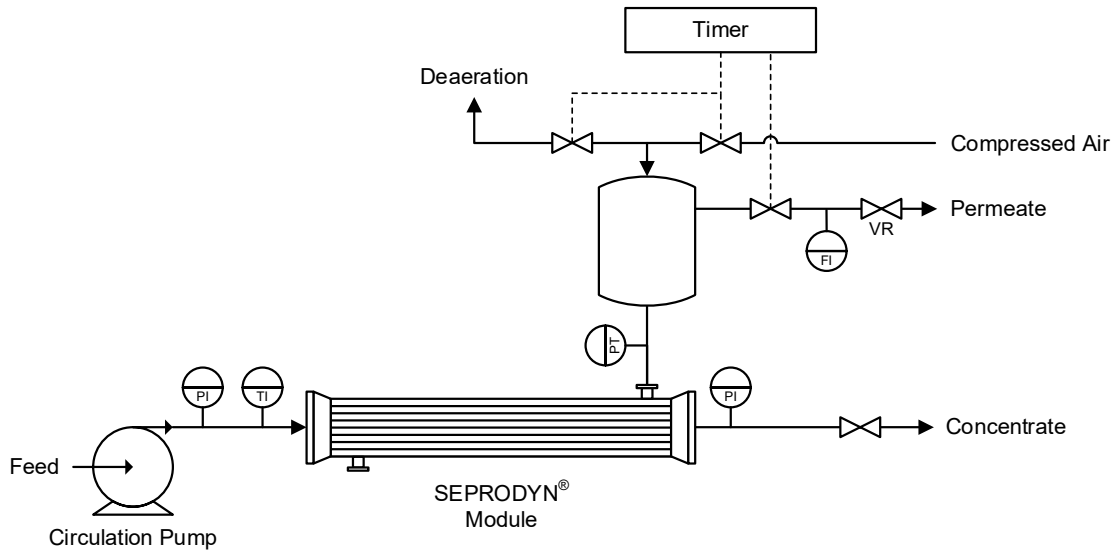 Timer
Deaeration
Compressed Air
Permeate
VR
FI
PT
PI
TI
PI
Concentrate
Feed
SEPRODYN®
Module
Circulation Pump